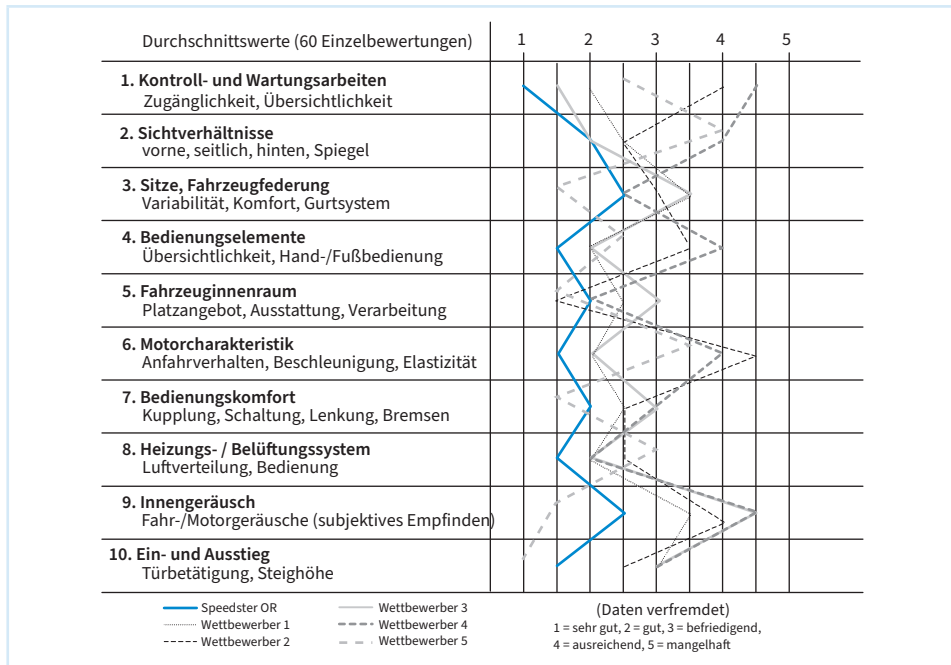 Durchschnittswerte (60 Einzelbewertungen) 1 2 3 4 5
1. Kontroll- und Wartungsarbeiten
Zugänglichkeit, Übersichtlichkeit
2. Sichtverhältnisse
vorne, seitlich, hinten, Spiegel
3. Sitze, Fahrzeugfederung
Variabilität, Komfort, Gurtsystem
4. Bedienungselemente
Übersichtlichkeit, Hand-/Fußbedienung
5. Fahrzeuginnenraum
Platzangebot, Ausstattung, Verarbeitung
6. Motorcharakteristik
Anfahrverhalten, Beschleunigung, Elastizität
7. Bedienungskomfort
Kupplung, Schaltung, Lenkung, Bremsen
8. Heizungs- / Belüftungssystem
Luftverteilung, Bedienung
9. Innengeräusch
Fahr-/Motorgeräusche (subjektives Empfinden)
10. Ein- und Ausstieg
Türbetätigung, Steighöhe
Speedster OR
Wettbewerber 1
Wettbewerber 2
Wettbewerber 3
Wettbewerber 4
Wettbewerber 5
(Daten verfremdet)
1 = sehr gut, 2 = gut, 3 = befriedigend,
4 = ausreichend, 5 = mangelhaft